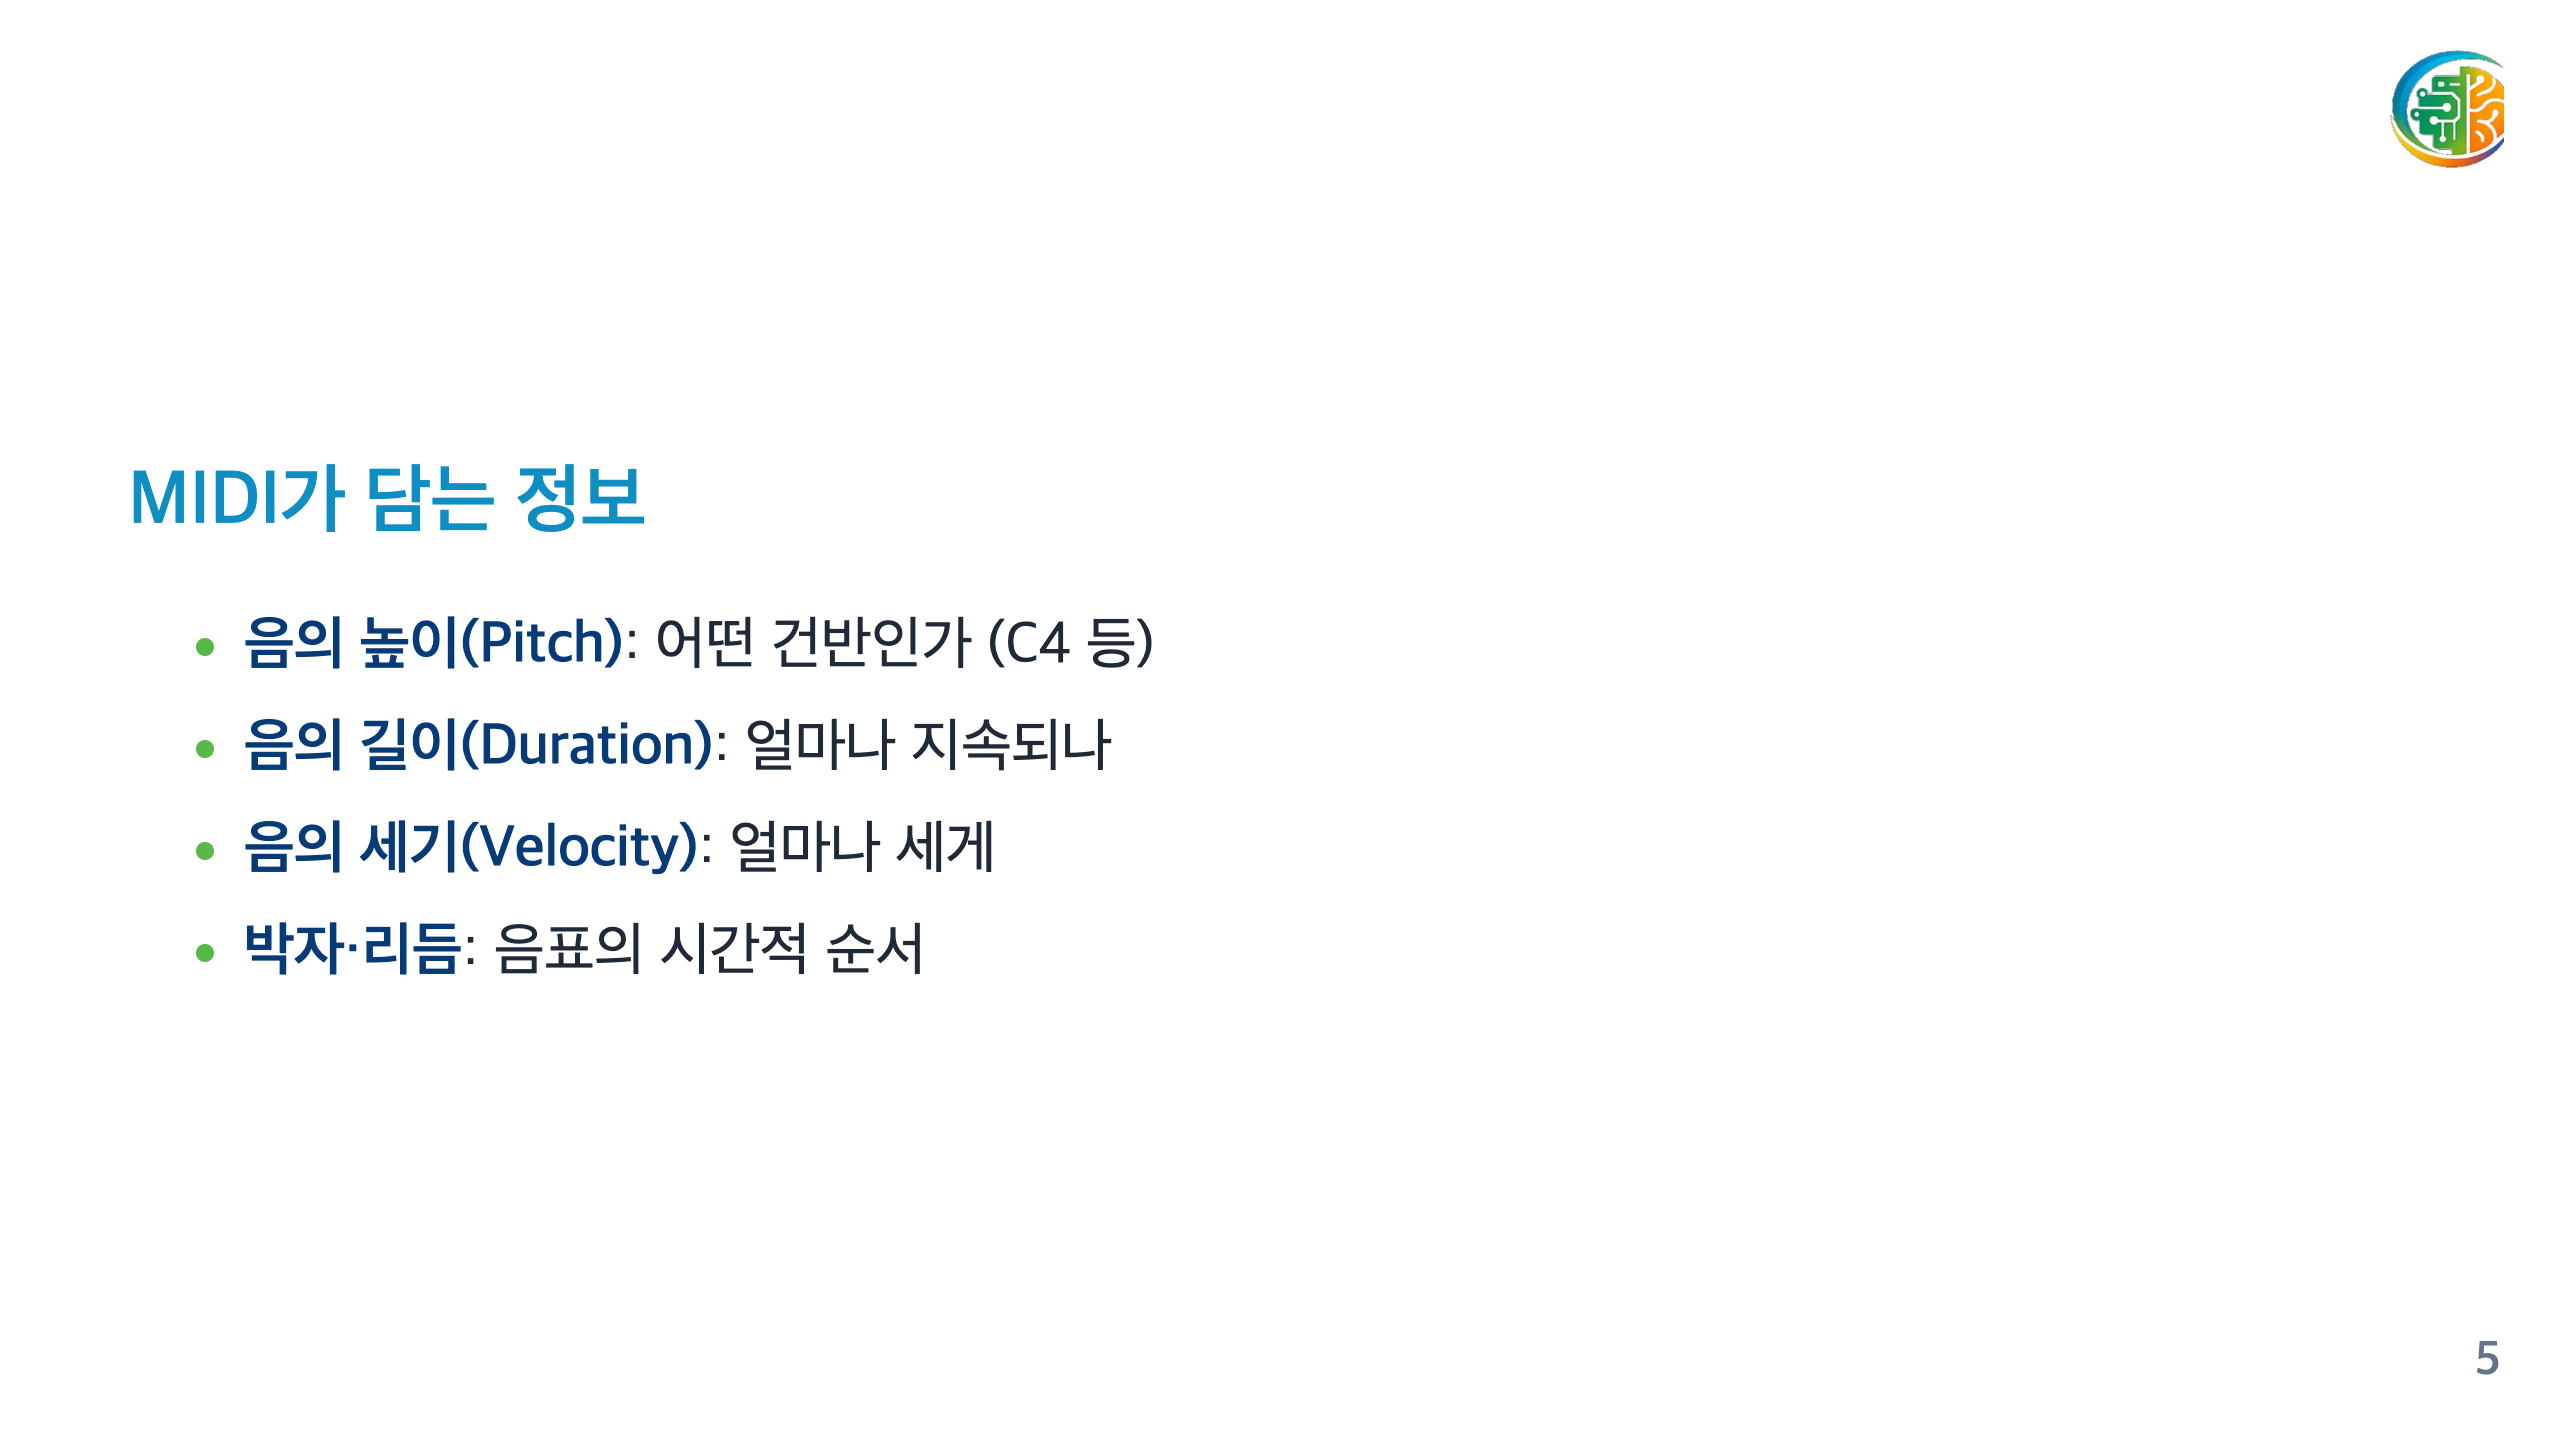 MIDI가 담는 정보
• 음의 높이(Pitch): 어떤 건반인가 (C4 등)
• 음의 길이(Duration): 얼마나 지속되나
• 음의 세기(Velocity): 얼마나 세게
• 박자·리듬: 음표의 시간적 순서
5